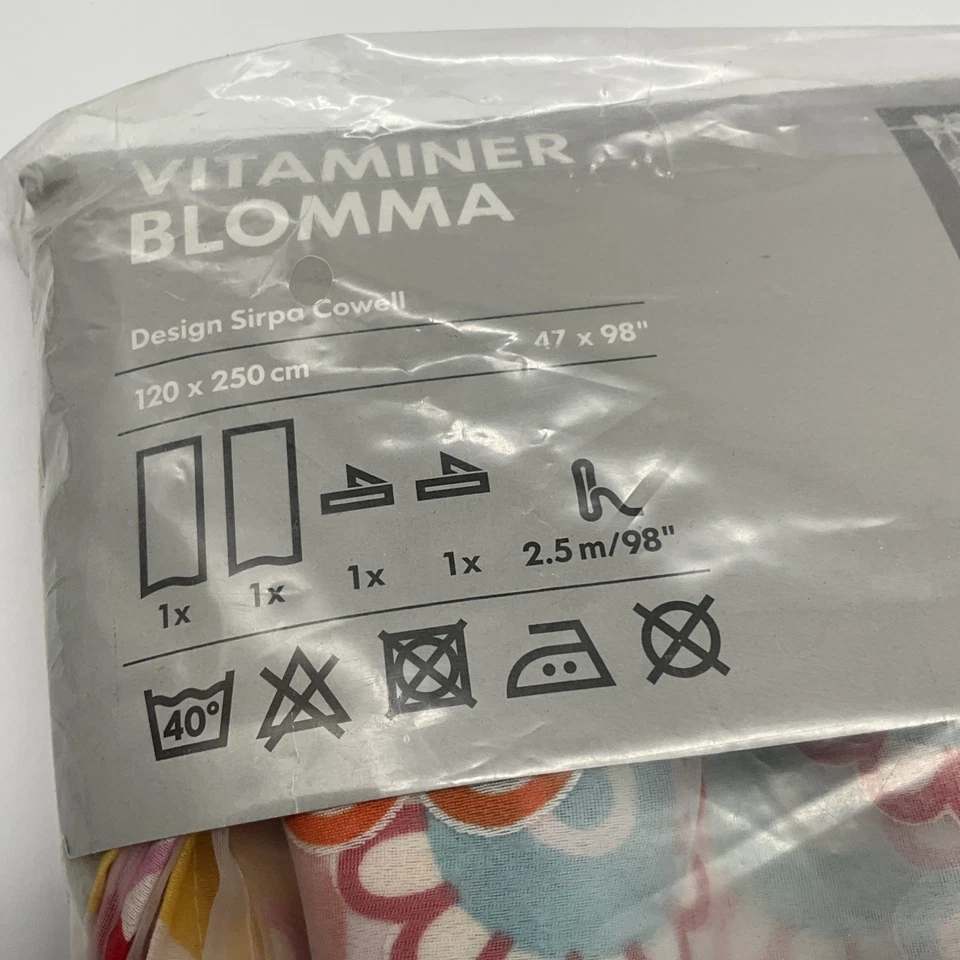 VITAMINER
BLOMMA
Design Sirpa Cowell
120 x 250 cm 47 x 98"
1x 1x 1x 1x 2.5 m/98"
40°